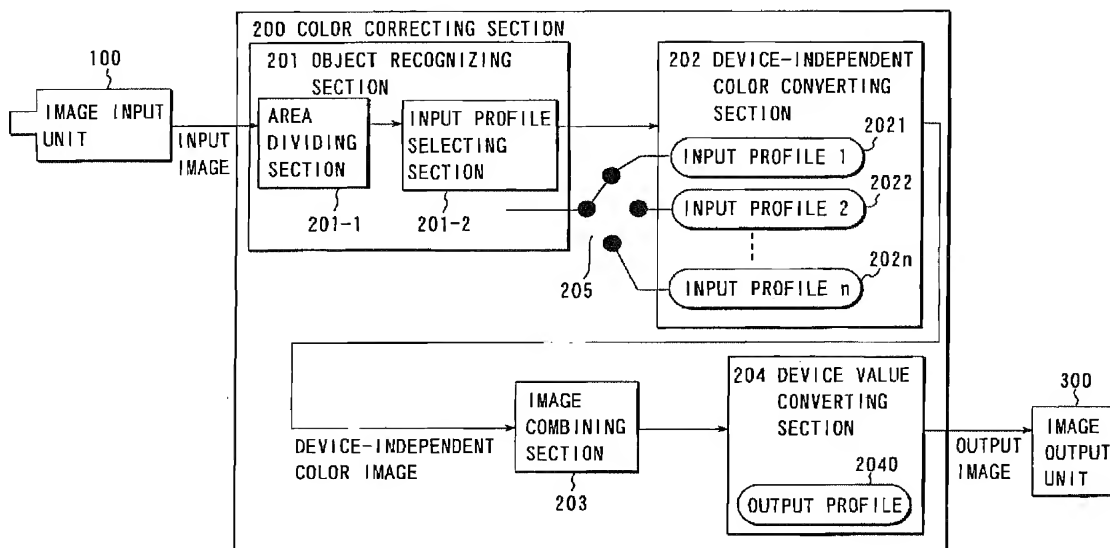 200 COLOR CORRECTING SECTION
100
IMAGE INPUT
UNIT
INPUT
IMAGE
201 OBJECT RECOGNIZING
SECTION
AREA
DIVIDING
SECTION
201-1
INPUT PROFILE
SELECTING
SECTION
201-2
202 DEVICE-INDEPENDENT
COLOR CONVERTING
SECTION
INPUT PROFILE 1
2021
INPUT PROFILE 2
2022
INPUT PROFILE n
202n
205
DEVICE-INDEPENDENT
COLOR IMAGE
IMAGE
COMBINING
SECTION
203
204 DEVICE VALUE
CONVERTING
SECTION
2040
OUTPUT PROFILE
OUTPUT
IMAGE
300
IMAGE
OUTPUT
UNIT